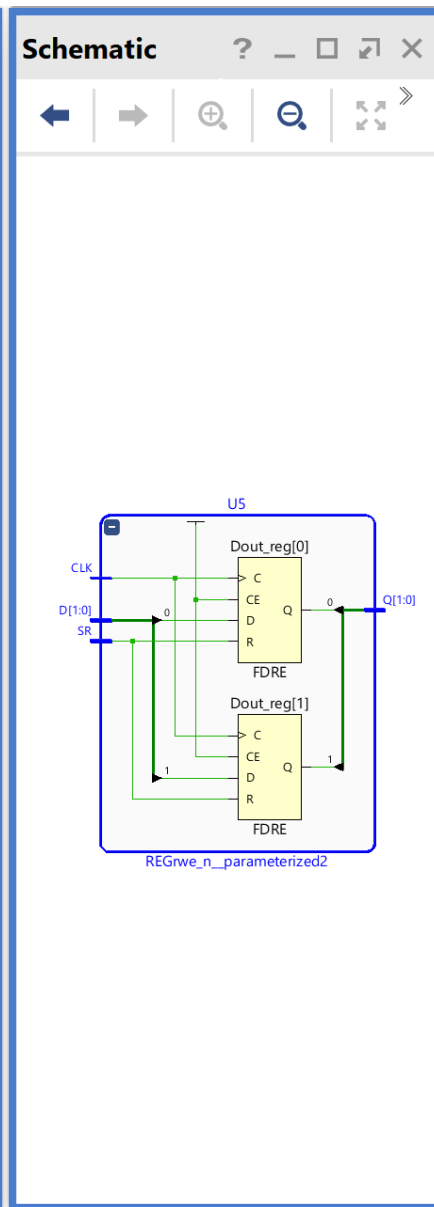 Schematic
U5
CLK
D[1:0]
SR
Dout_reg[0]
C
CE
D
R
Q
0
0
FDRE
Q[1:0]
Dout_reg[1]
C
CE
D
R
Q
1
1
FDRE
REGrwe_n__parameterized2